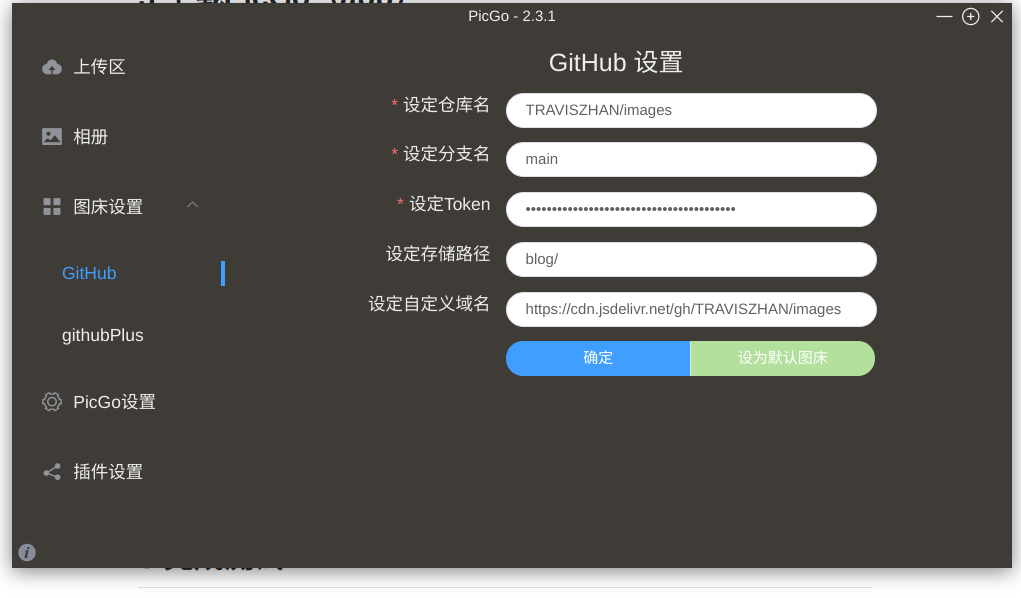 PicGo - 2.3.1
上传区
相册
图床设置
GitHub
githubPlus
PicGo设置
插件设置
GitHub 设置
* 设定仓库名
TRAVISZHAN/images
* 设定分支名
main
* 设定Token
••••••••••••••••••••••••••••••••••••••••
设定存储路径
blog/
设定自定义域名
https://cdn.jsdelivr.net/gh/TRAVISZHAN/images
确定
设为默认图床